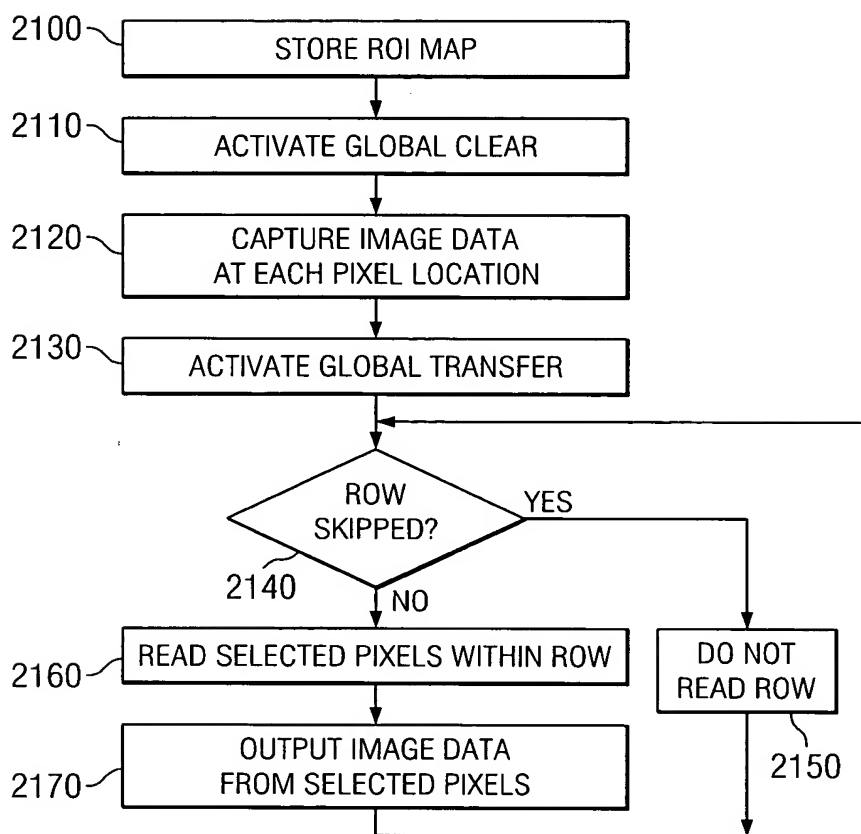 2100
STORE ROI MAP
2110
ACTIVATE GLOBAL CLEAR
2120
CAPTURE IMAGE DATA
AT EACH PIXEL LOCATION
2130
ACTIVATE GLOBAL TRANSFER
ROW
SKIPPED?
YES
2140
NO
2160
READ SELECTED PIXELS WITHIN ROW
DO NOT
READ ROW
2150
2170
OUTPUT IMAGE DATA
FROM SELECTED PIXELS